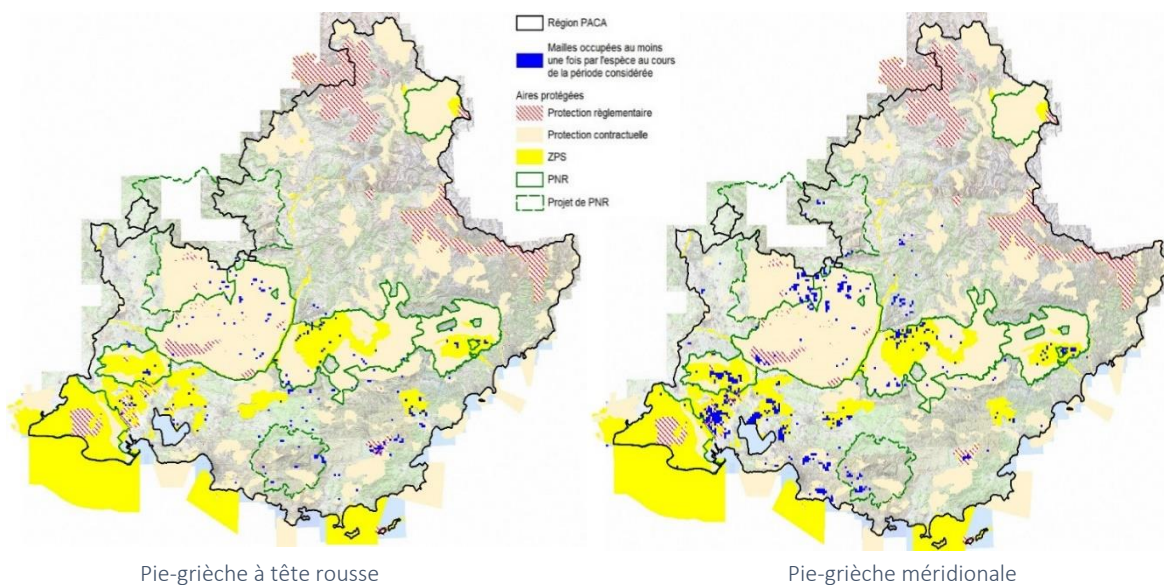 Région PACA
Mailles occupées au moins
une fois par l'espèce au cours
de la période considérée
Aires protégées
Protection règlementaire
Protection contractuelle
ZPS
PNR
Projet de PNR
Pie-grièche à tête rousse
Pie-grièche méridionale